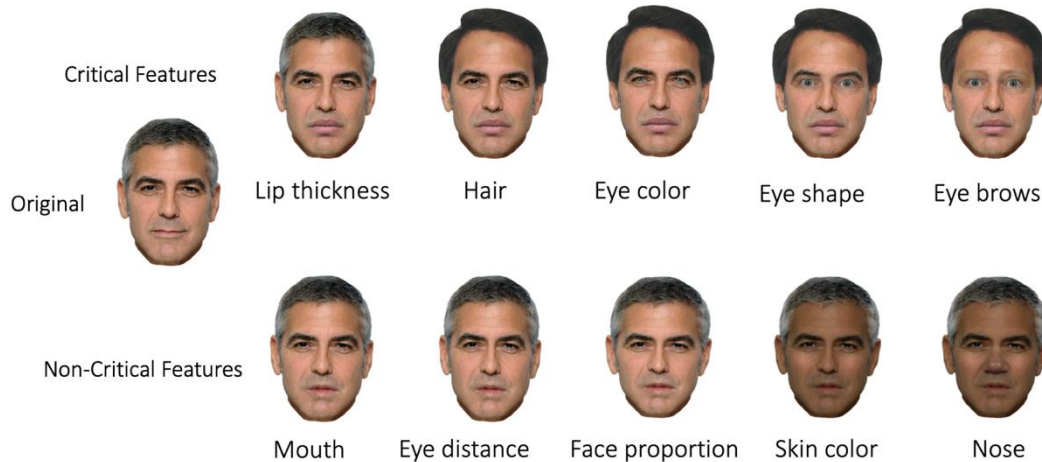 Critical Features
Lip thickness Hair Eye color Eye shape Eye brows
Original
Non-Critical Features
Mouth Eye distance Face proportion Skin color Nose